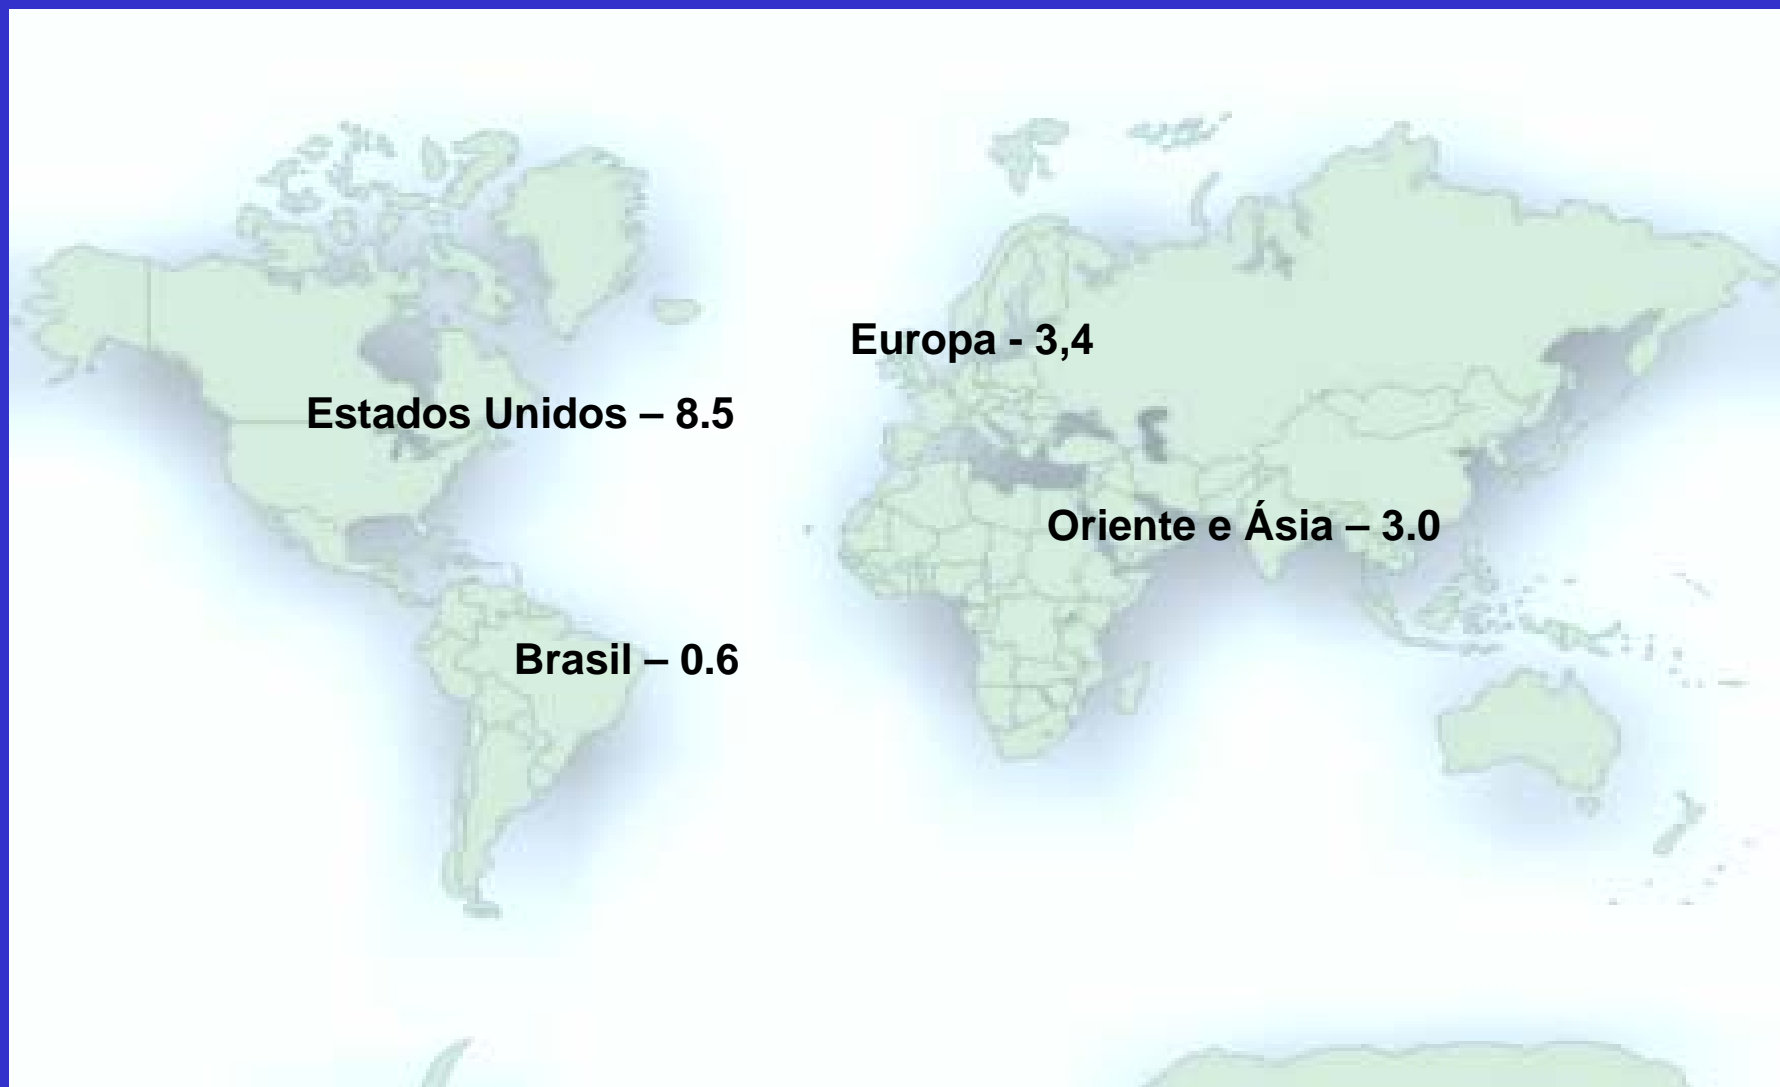 Europa - 3,4
Estados Unidos – 8.5
Oriente e Ásia – 3.0
Brasil – 0.6